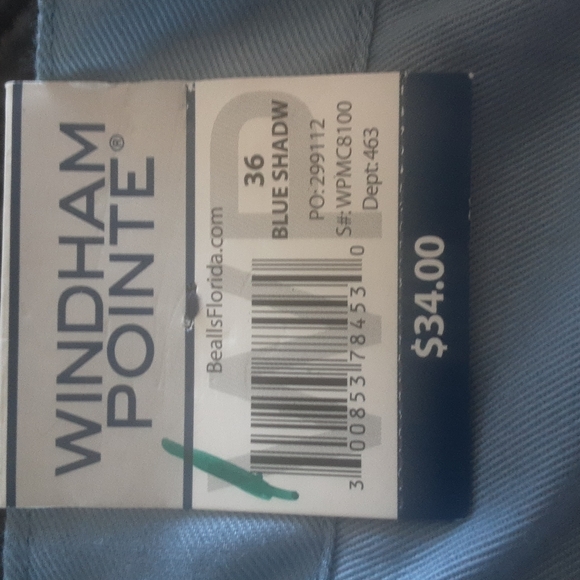 WINDHAM
POINTE®
BeallsFlorida.com
36
BLUE SHADW
PO: 299112
S#: WPMC8100
Dept: 463
3 00853 78453 0
$34.00